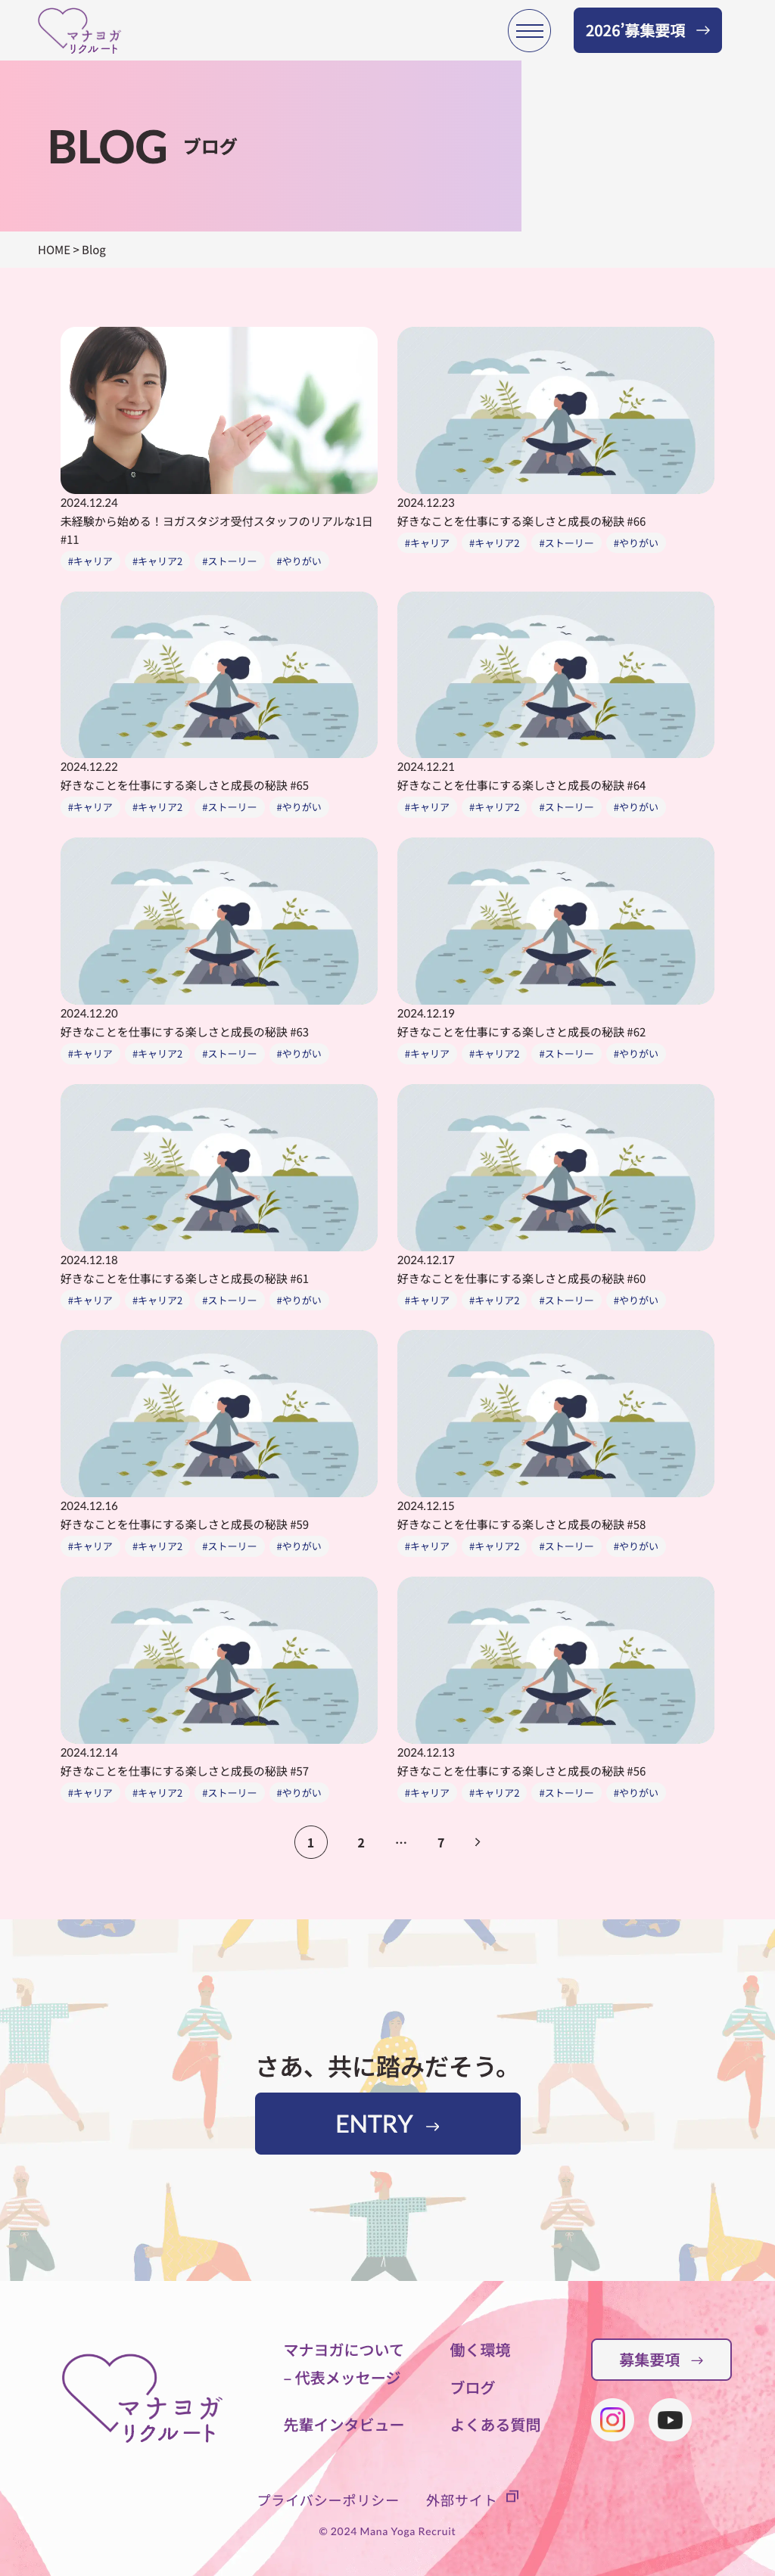 マナヨガ
リクルート
2026’募集要項
BLOG ブログ
HOME > Blog
2024.12.24
未経験から始める！ヨガスタジオ受付スタッフのリアルな1日
#11
#キャリア #キャリア2 #ストーリー #やりがい
2024.12.23
好きなことを仕事にする楽しさと成長の秘訣 #66
#キャリア #キャリア2 #ストーリー #やりがい
2024.12.22
好きなことを仕事にする楽しさと成長の秘訣 #65
#キャリア #キャリア2 #ストーリー #やりがい
2024.12.21
好きなことを仕事にする楽しさと成長の秘訣 #64
#キャリア #キャリア2 #ストーリー #やりがい
2024.12.20
好きなことを仕事にする楽しさと成長の秘訣 #63
#キャリア #キャリア2 #ストーリー #やりがい
2024.12.19
好きなことを仕事にする楽しさと成長の秘訣 #62
#キャリア #キャリア2 #ストーリー #やりがい
2024.12.18
好きなことを仕事にする楽しさと成長の秘訣 #61
#キャリア #キャリア2 #ストーリー #やりがい
2024.12.17
好きなことを仕事にする楽しさと成長の秘訣 #60
#キャリア #キャリア2 #ストーリー #やりがい
2024.12.16
好きなことを仕事にする楽しさと成長の秘訣 #59
#キャリア #キャリア2 #ストーリー #やりがい
2024.12.15
好きなことを仕事にする楽しさと成長の秘訣 #58
#キャリア #キャリア2 #ストーリー #やりがい
2024.12.14
好きなことを仕事にする楽しさと成長の秘訣 #57
#キャリア #キャリア2 #ストーリー #やりがい
2024.12.13
好きなことを仕事にする楽しさと成長の秘訣 #56
#キャリア #キャリア2 #ストーリー #やりがい
1 2 … 7
さあ、共に踏みだそう。
ENTRY
マナヨガ
リクルート
マナヨガについて
– 代表メッセージ
先輩インタビュー
働く環境
ブログ
よくある質問
募集要項
プライバシーポリシー 外部サイト
© 2024 Mana Yoga Recruit